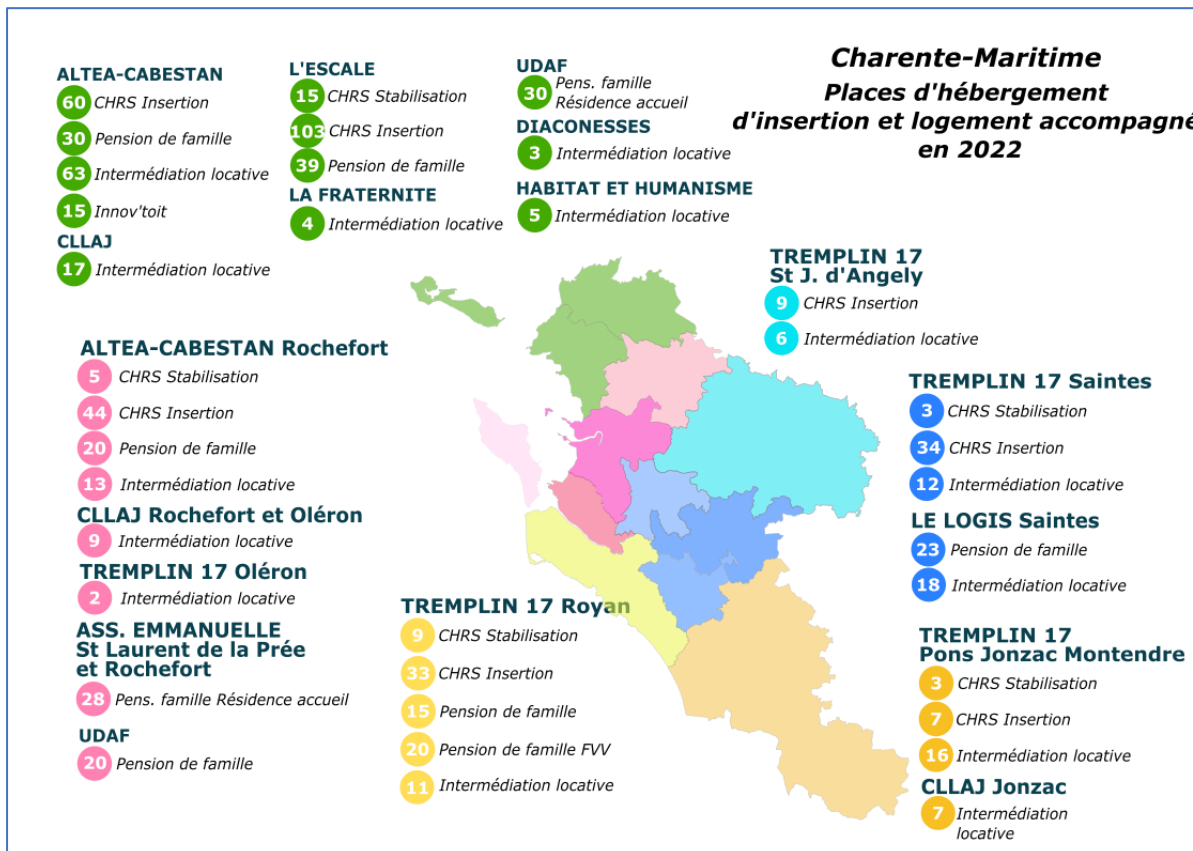 Charente-Maritime
Places d'hébergement
d'insertion et logement accompagné
en 2022
ALTEA-CABESTAN
60 CHRS Insertion
30 Pension de famille
63 Intermédiation locative
15 Innov'toit
CLLAJ
17 Intermédiation locative
L'ESCALE
15 CHRS Stabilisation
103 CHRS Insertion
39 Pension de famille
LA FRATERNITE
4 Intermédiation locative
UDAF
30 Pens. famille
Résidence accueil
DIACONESSES
3 Intermédiation locative
HABITAT ET HUMANISME
5 Intermédiation locative
TREMPLIN 17
St J. d'Angely
9 CHRS Insertion
6 Intermédiation locative
ALTEA-CABESTAN Rochefort
5 CHRS Stabilisation
44 CHRS Insertion
20 Pension de famille
13 Intermédiation locative
CLLAJ Rochefort et Oléron
9 Intermédiation locative
TREMPLIN 17 Oléron
2 Intermédiation locative
ASS. EMMANUELLE
St Laurent de la Prée
et Rochefort
28 Pens. famille Résidence accueil
UDAF
20 Pension de famille
TREMPLIN 17 Royan
9 CHRS Stabilisation
33 CHRS Insertion
15 Pension de famille
20 Pension de famille FVV
11 Intermédiation locative
TREMPLIN 17 Saintes
3 CHRS Stabilisation
34 CHRS Insertion
12 Intermédiation locative
LE LOGIS Saintes
23 Pension de famille
18 Intermédiation locative
TREMPLIN 17
Pons Jonzac Montendre
3 CHRS Stabilisation
7 CHRS Insertion
16 Intermédiation locative
CLLAJ Jonzac
7 Intermédiation
locative